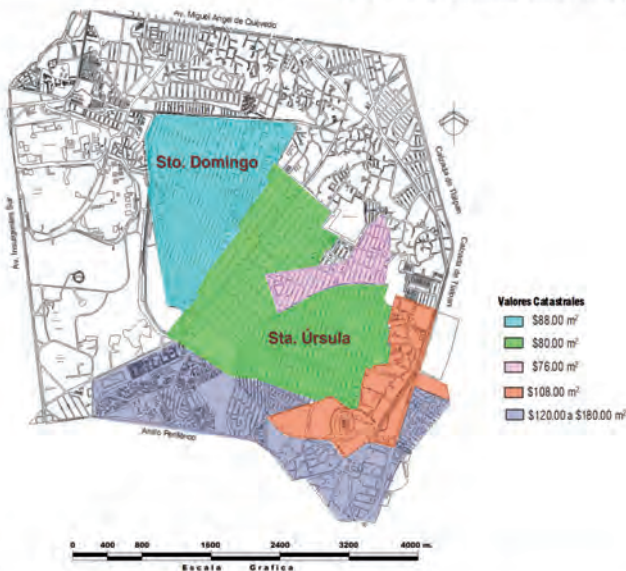 Av. Miguel Angel de Quevedo
Sto. Domingo
Av. Insurgentes Sur
Calzada de Tlalpan
Calzada de Tlalpan
Sta. Úrsula
Anillo Periférico
Valores Catastrales
$88.00 m²
$80.00 m²
$76.00 m²
$108.00 m²
$120.00 a $180.00 m²
0 400 800 1600 2400 3200 4000 m.
Escala Grafica